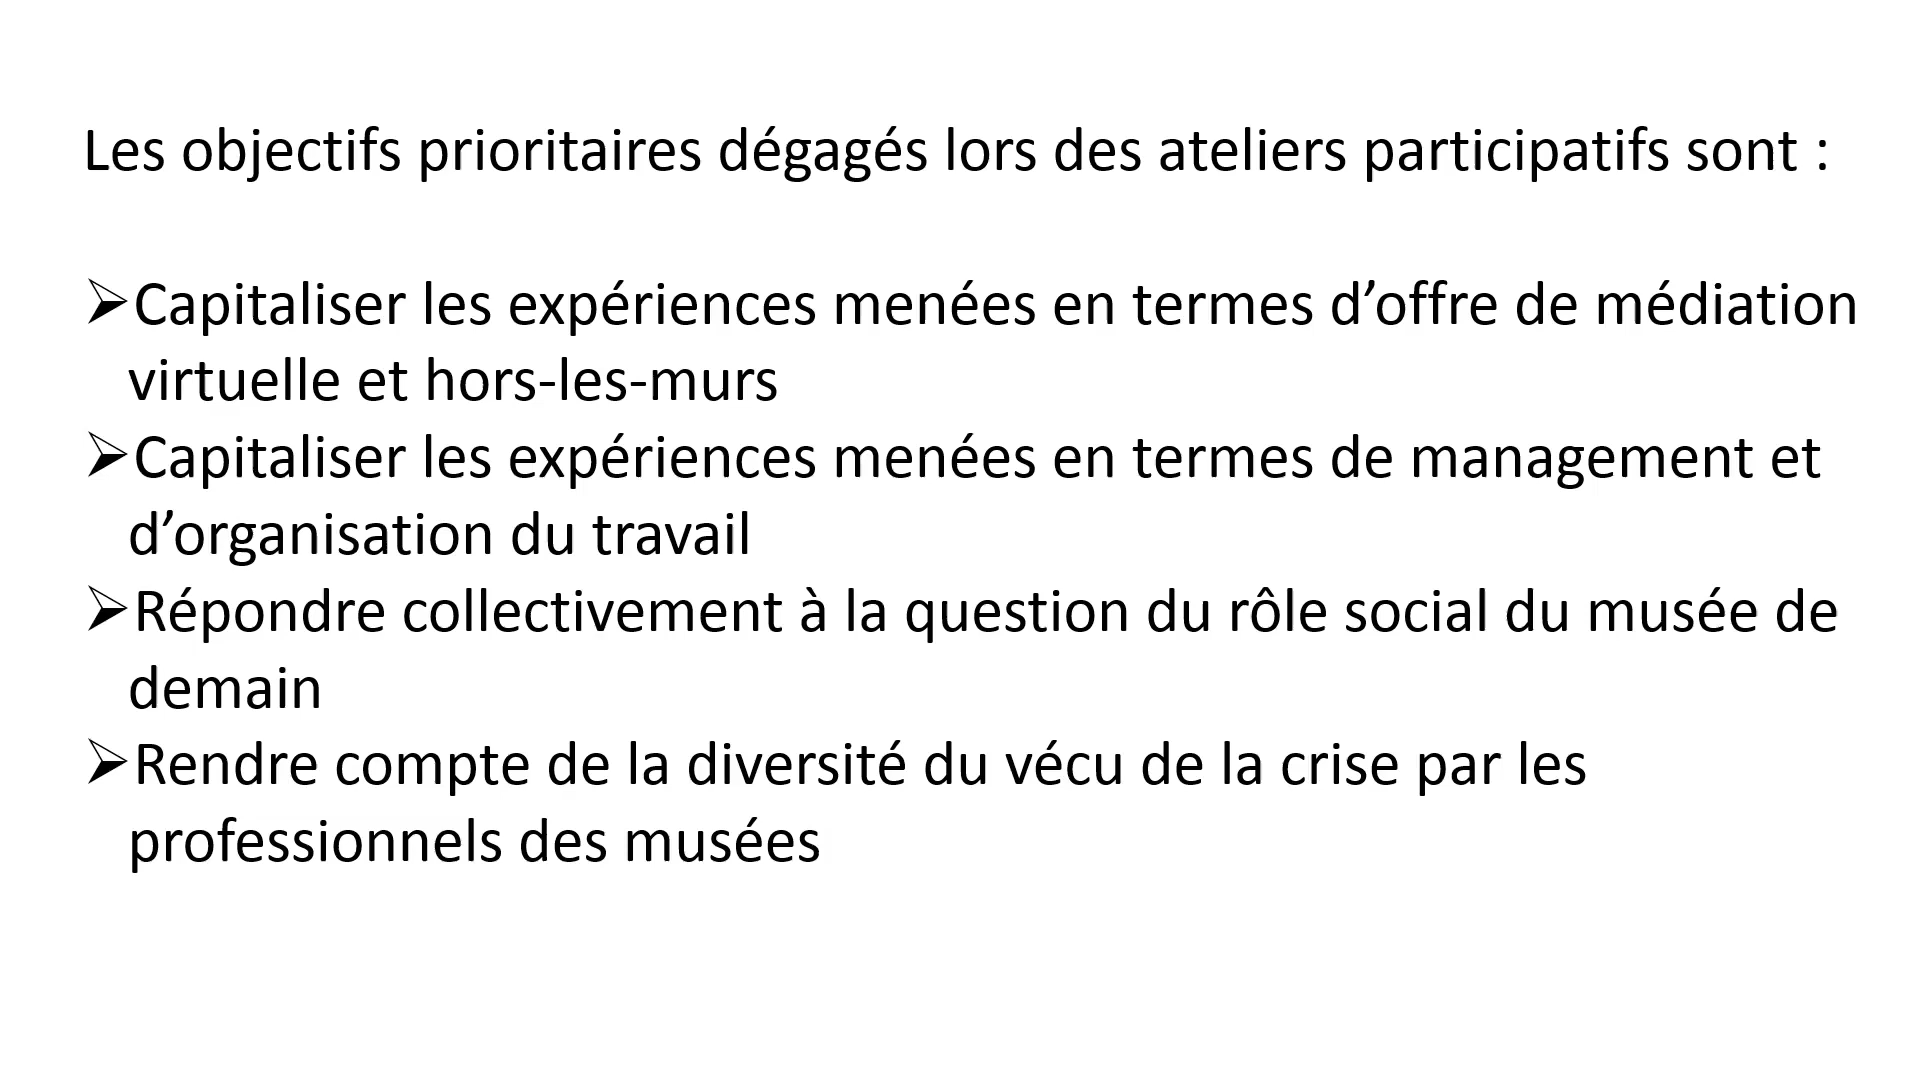 Les objectifs prioritaires dégagés lors des ateliers participatifs sont :
➢Capitaliser les expériences menées en termes d’offre de médiation
virtuelle et hors-les-murs
➢Capitaliser les expériences menées en termes de management et
d’organisation du travail
➢Répondre collectivement à la question du rôle social du musée de
demain
➢Rendre compte de la diversité du vécu de la crise par les
professionnels des musées